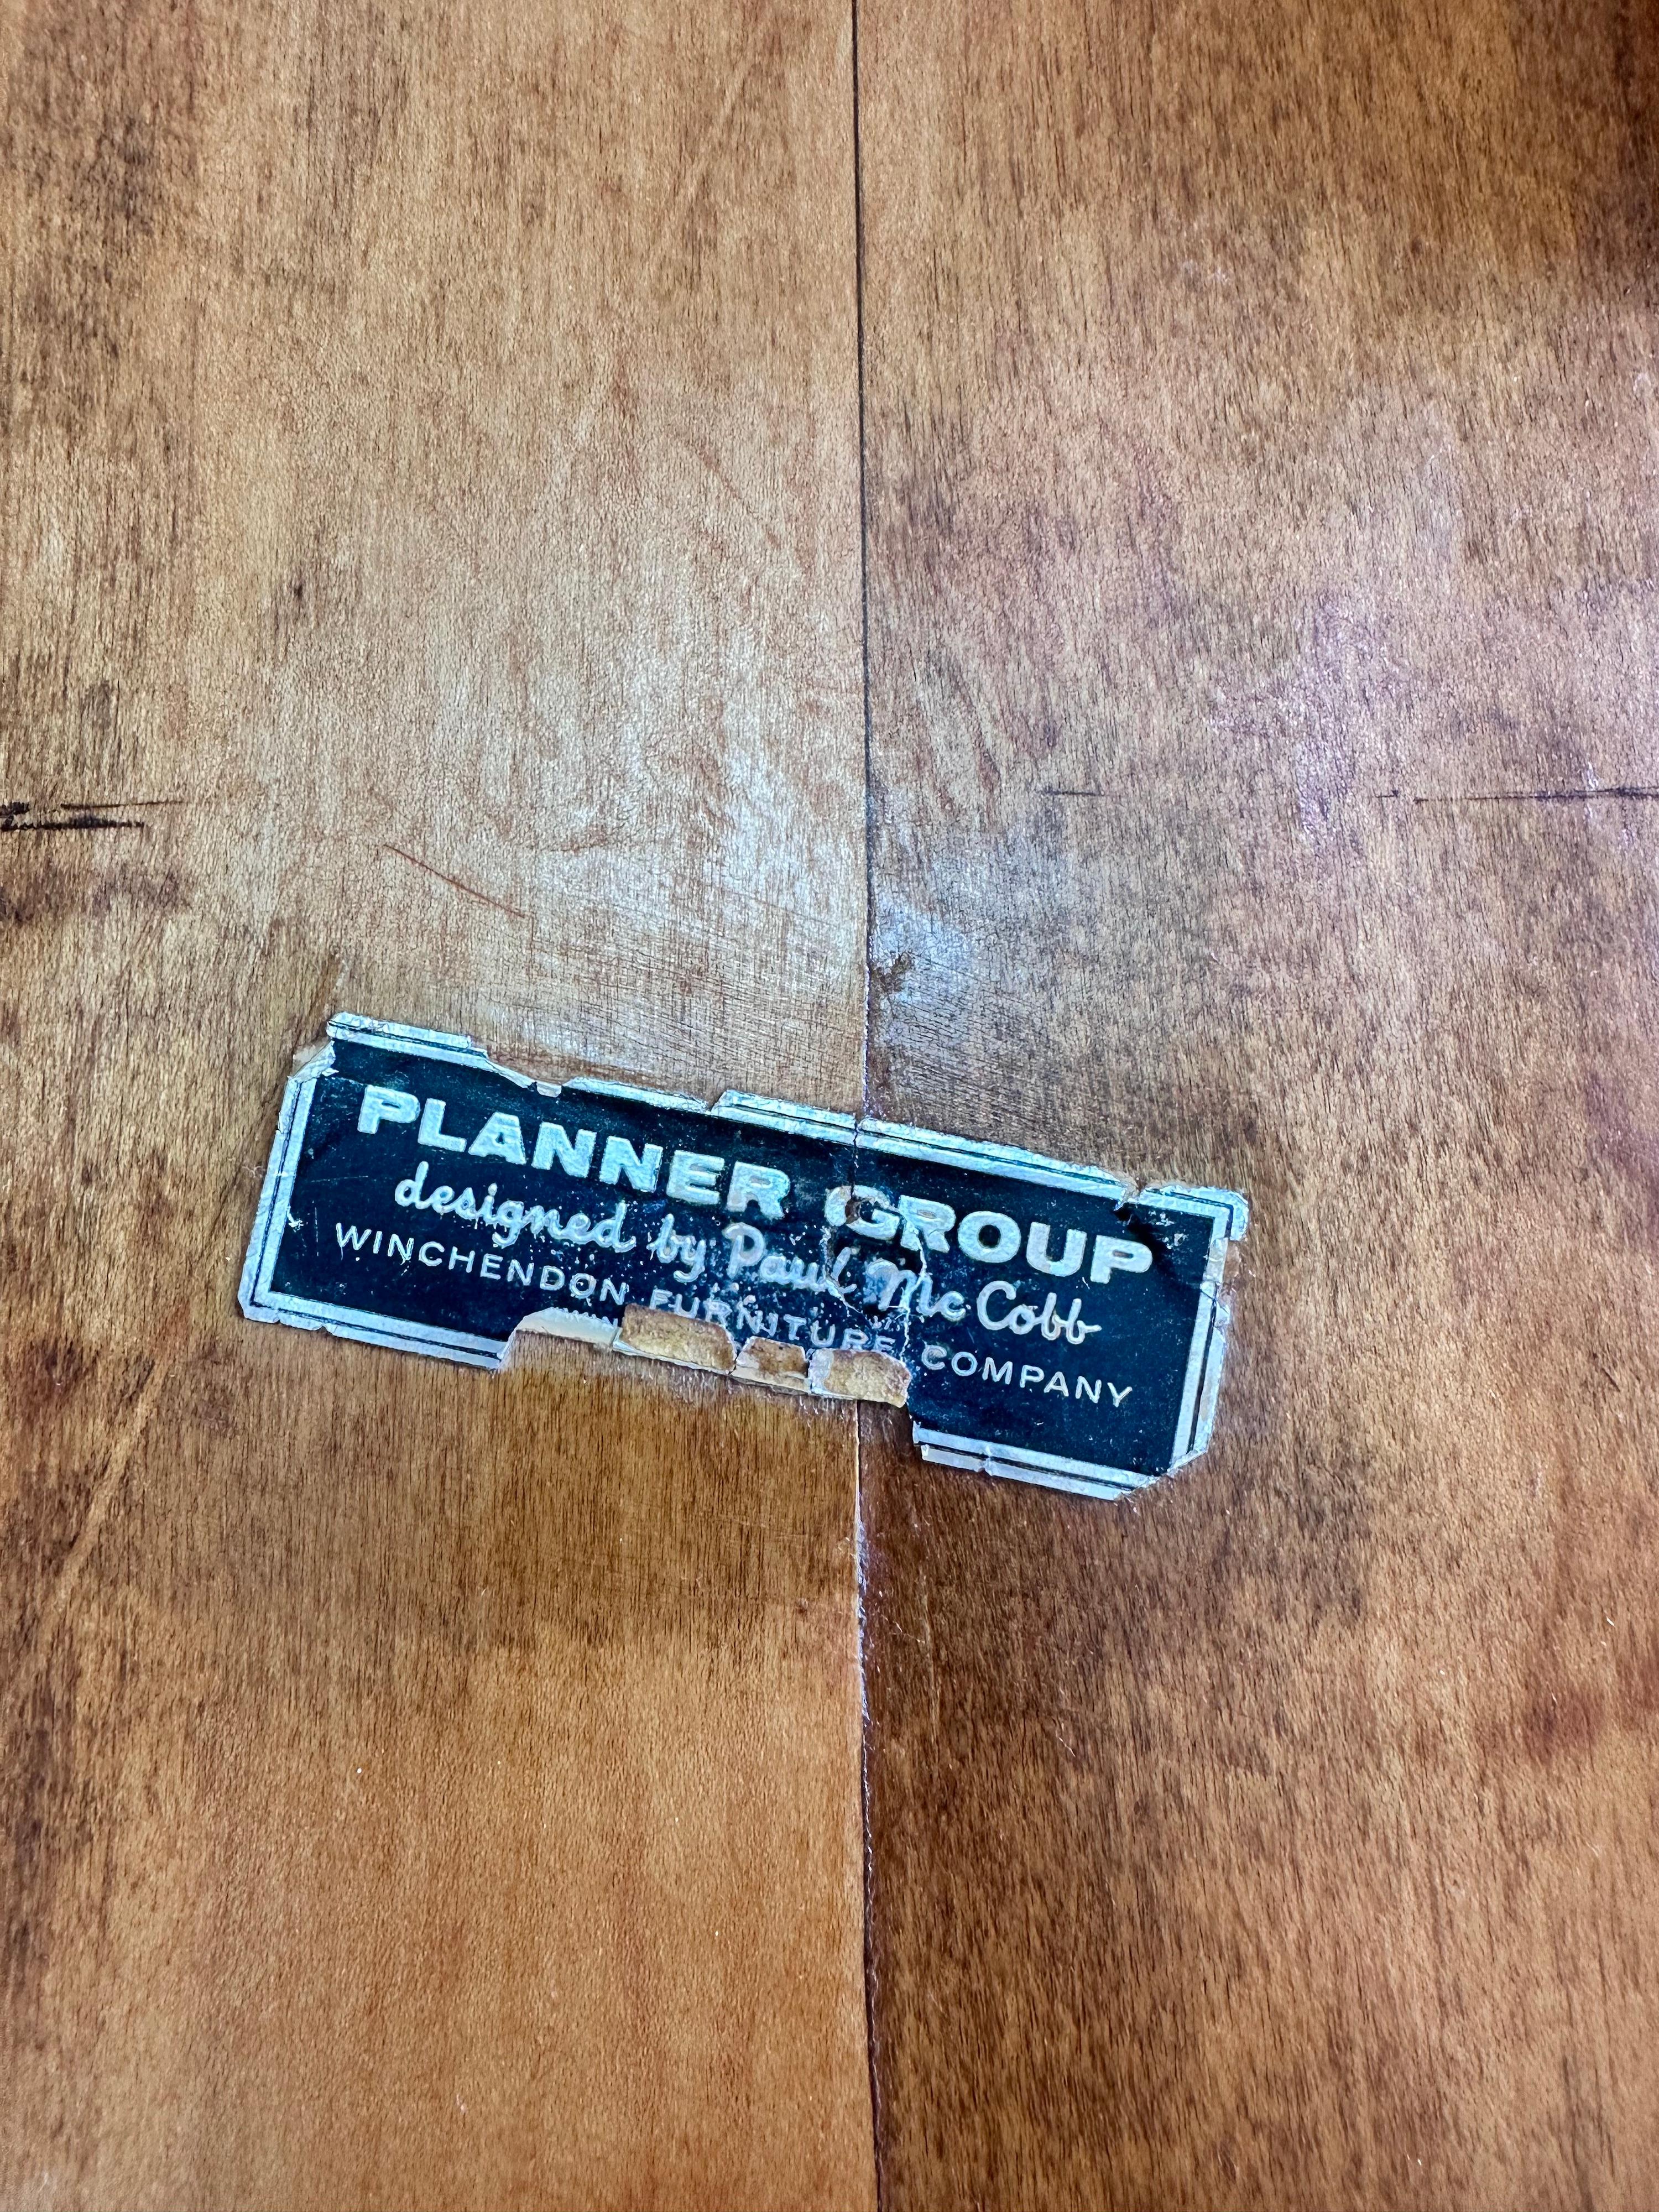 PLANNER GROUP
designed by Paul McCobb
WINCHENDON FURNITURE COMPANY